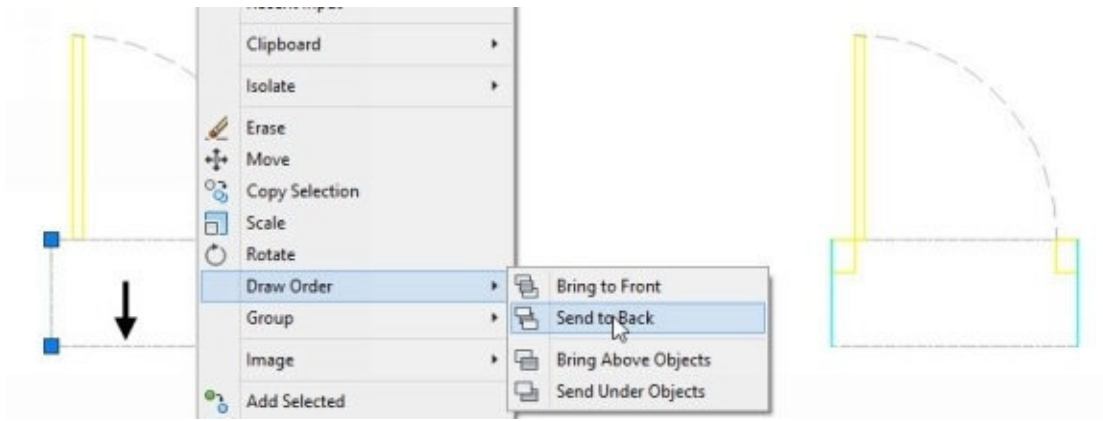 Clipboard
Isolate
Erase
Move
Copy Selection
Scale
Rotate
Draw Order
Group
Image
Add Selected
Bring to Front
Send to Back
Bring Above Objects
Send Under Objects